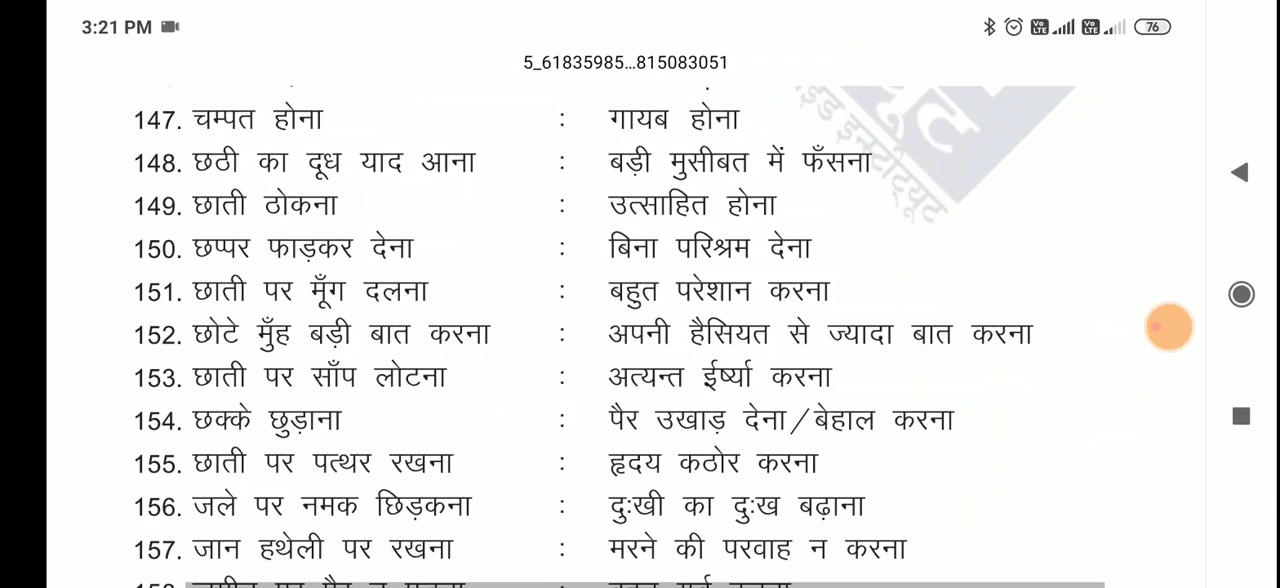 3:21 PM
76
5_61835985...815083051
147. चम्पत होना : गायब होना
148. छठी का दूध याद आना : बड़ी मुसीबत में फँसना
149. छाती ठोकना : उत्साहित होना
150. छप्पर फाड़कर देना : बिना परिश्रम देना
151. छाती पर मूँग दलना : बहुत परेशान करना
152. छोटे मुँह बड़ी बात करना : अपनी हैसियत से ज्यादा बात करना
153. छाती पर साँप लोटना : अत्यन्त ईर्ष्या करना
154. छक्के छुड़ाना : पैर उखाड़ देना/बेहाल करना
155. छाती पर पत्थर रखना : हृदय कठोर करना
156. जले पर नमक छिड़कना : दुःखी का दुःख बढ़ाना
157. जान हथेली पर रखना : मरने की परवाह न करना
इन्स्टीट्यूट